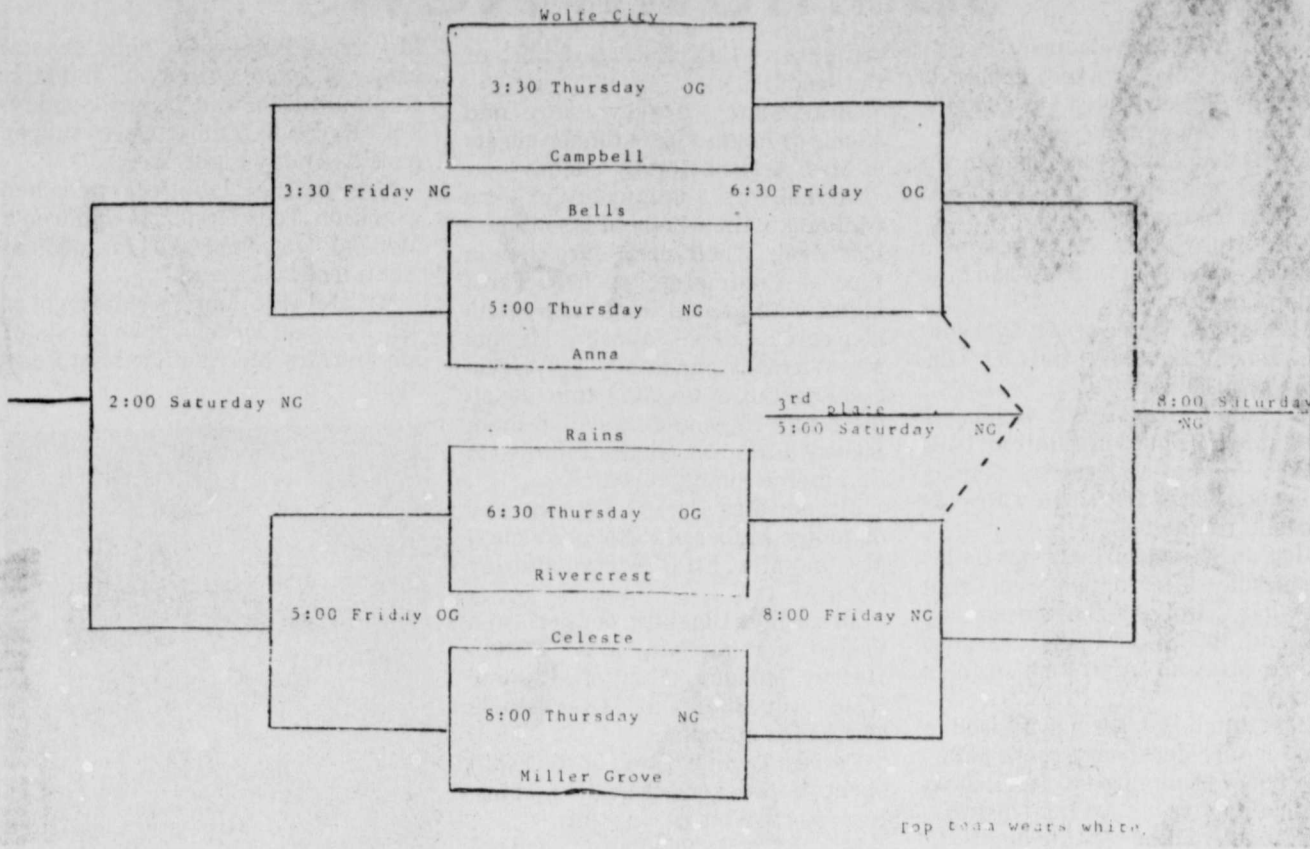 Wolfe City
3:30 Thursday OG
Campbell
3:30 Friday NG
6:30 Friday OG
Bells
5:00 Thursday NG
Anna
2:00 Saturday NG
3rd place
5:00 Saturday NG
8:00 Saturday
NG
Rains
6:30 Thursday OG
Rivercrest
5:00 Friday OG
8:00 Friday NG
Celeste
8:00 Thursday NG
Miller Grove
Top team wears white.